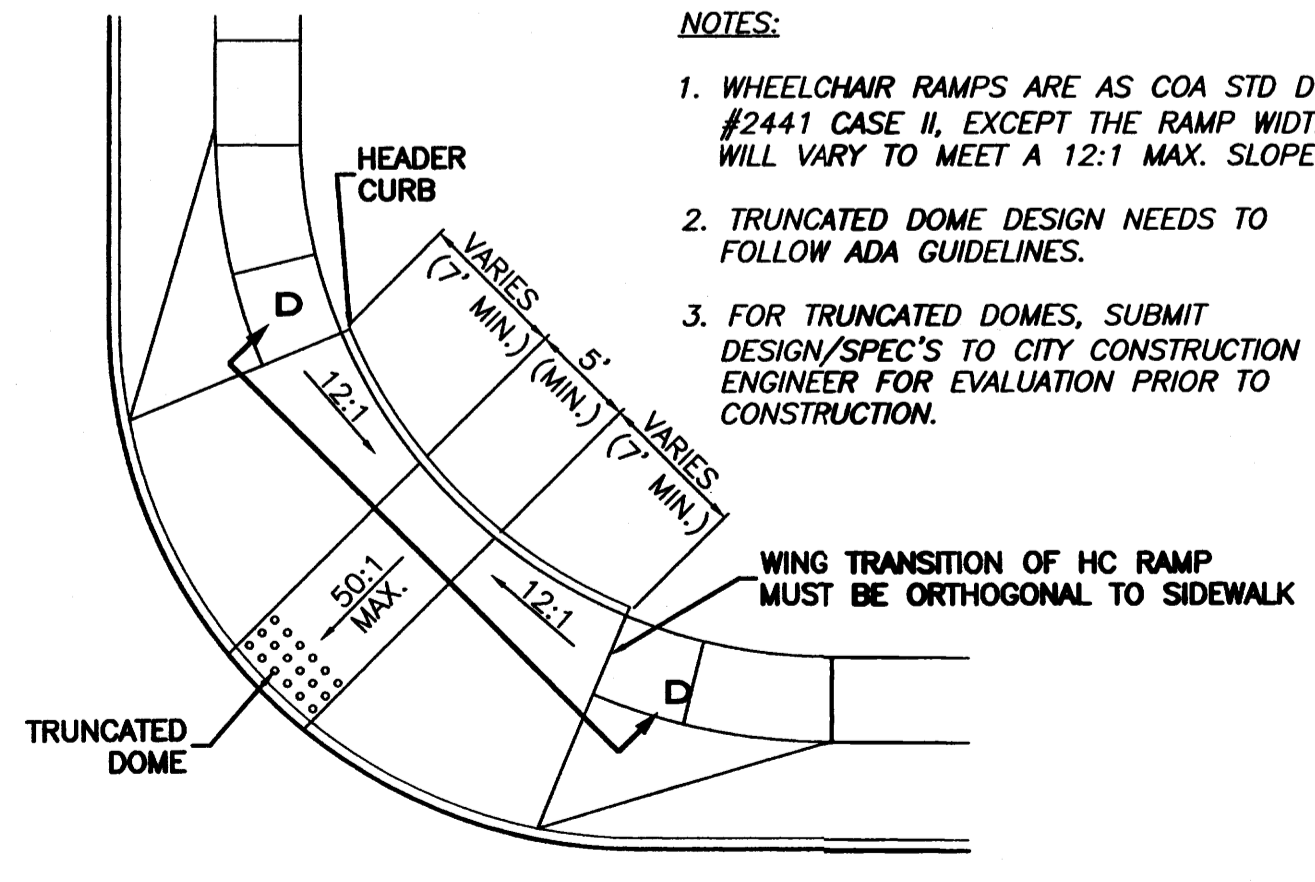 NOTES:
1. WHEELCHAIR RAMPS ARE AS COA STD
#2441 CASE II, EXCEPT THE RAMP
WILL VARY TO MEET A 12:1 MAX. SLOPE
2. TRUNCATED DOME DESIGN NEEDS TO
FOLLOW ADA GUIDELINES.
3. FOR TRUNCATED DOMES, SUBMIT
DESIGN/SPEC'S TO CITY CONSTRUCTION
ENGINEER FOR EVALUATION PRIOR TO
CONSTRUCTION.
HEADER
CURB
VARIES
(7' MIN.)
5'
(MIN.)
VARIES
(7' MIN.)
D
12:1
50:1
MAX.
12:1
D
WING TRANSITION OF HC RAMP
MUST BE ORTHOGONAL TO SIDEWALK
TRUNCATED
DOME